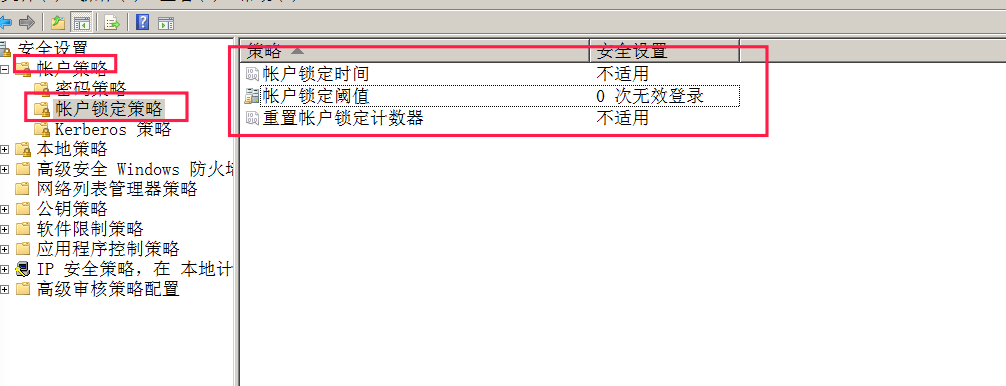 安全设置
帐户策略
密码策略
帐户锁定策略
Kerberos 策略
本地策略
高级安全 Windows 防火墙
网络列表管理器策略
公钥策略
软件限制策略
应用程序控制策略
IP 安全策略，在 本地计
高级审核策略配置
策略 安全设置
帐户锁定时间 不适用
帐户锁定阈值 0 次无效登录
重置帐户锁定计数器 不适用